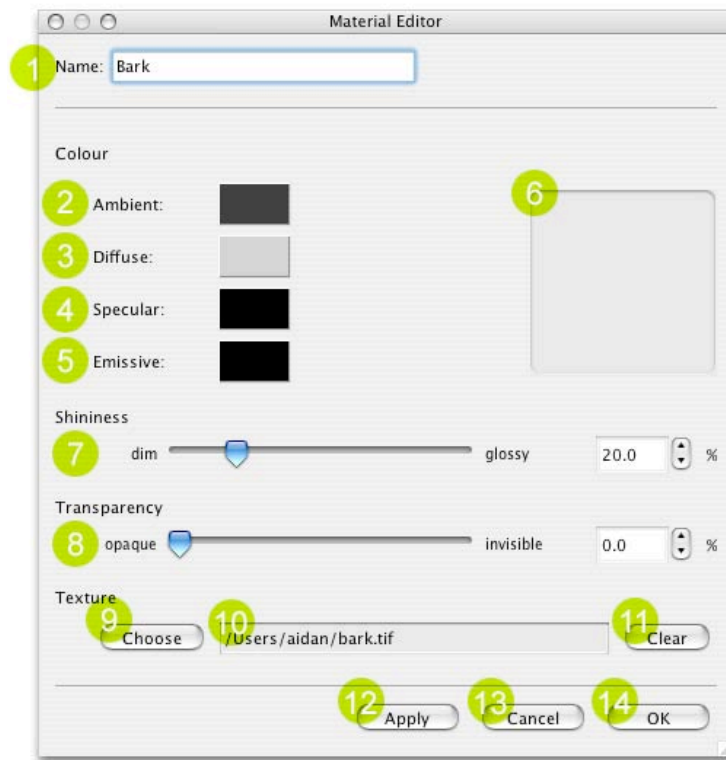 Material Editor
1 Name: Bark
Colour
6
2 Ambient:
3 Diffuse:
4 Specular:
5 Emissive:
Shininess
7 dim glossy 20.0 %
Transparency
8 opaque invisible 0.0 %
Texture
9 Choose 10 /Users/aidan/bark.tif 11 Clear
12 Apply 13 Cancel 14 OK